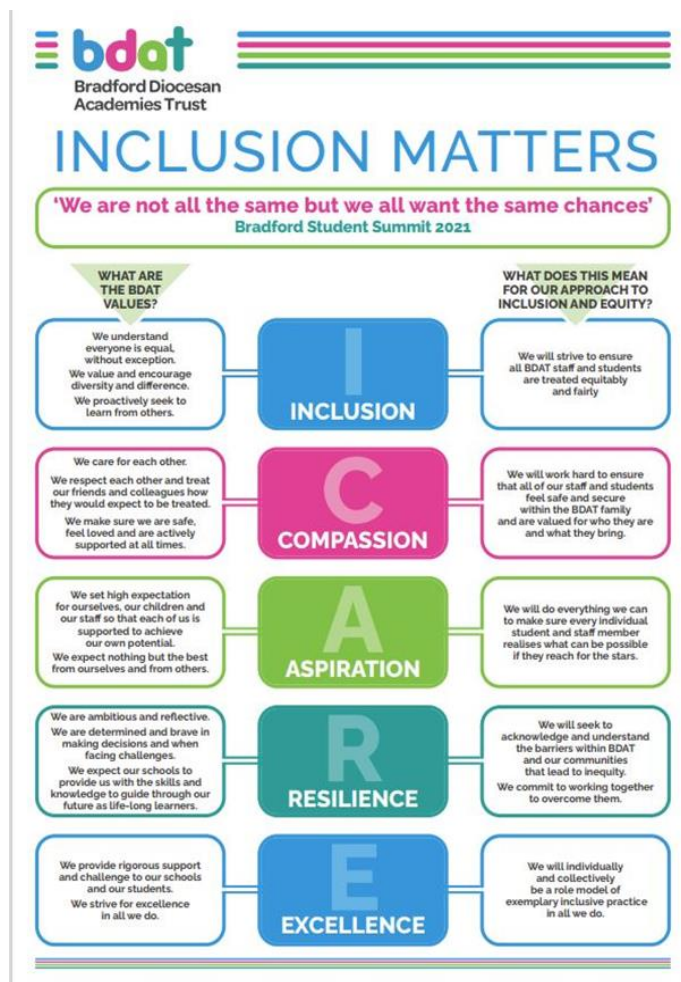 bdat
Bradford Diocesan
Academies Trust
INCLUSION MATTERS
'We are not all the same but we all want the same chances'
Bradford Student Summit 2021
WHAT ARE
THE BDAT
VALUES?
WHAT DOES THIS MEAN
FOR OUR APPROACH TO
INCLUSION AND EQUITY?
We understand
everyone is equal,
without exception.
We value and encourage
diversity and difference.
We proactively seek to
learn from others.
I
INCLUSION
We will strive to ensure
all BDAT staff and students
are treated equitably
and fairly
We care for each other.
We respect each other and treat
our friends and colleagues how
they would expect to be treated.
We make sure we are safe,
feel loved and are actively
supported at all times.
C
COMPASSION
We will work hard to ensure
that all of our staff and students
feel safe and secure
within the BDAT family
and are valued for who they are
and what they bring.
We set high expectation
for ourselves, our children and
our staff so that each of us is
supported to achieve
our own potential.
We expect nothing but the best
from ourselves and from others.
A
ASPIRATION
We will do everything we can
to make sure every individual
student and staff member
realises what can be possible
if they reach for the stars.
We are ambitious and reflective.
We are determined and brave in
making decisions and when
facing challenges.
We expect our schools to
provide us with the skills and
knowledge to guide through our
future as life-long learners.
R
RESILIENCE
We will seek to
acknowledge and understand
the barriers within BDAT
and our communities
that lead to inequity.
We commit to working together
to overcome them.
We provide rigorous support
and challenge to our schools
and our students.
We strive for excellence
in all we do.
E
EXCELLENCE
We will individually
and collectively
be a role model of
exemplary inclusive practice
in all we do.